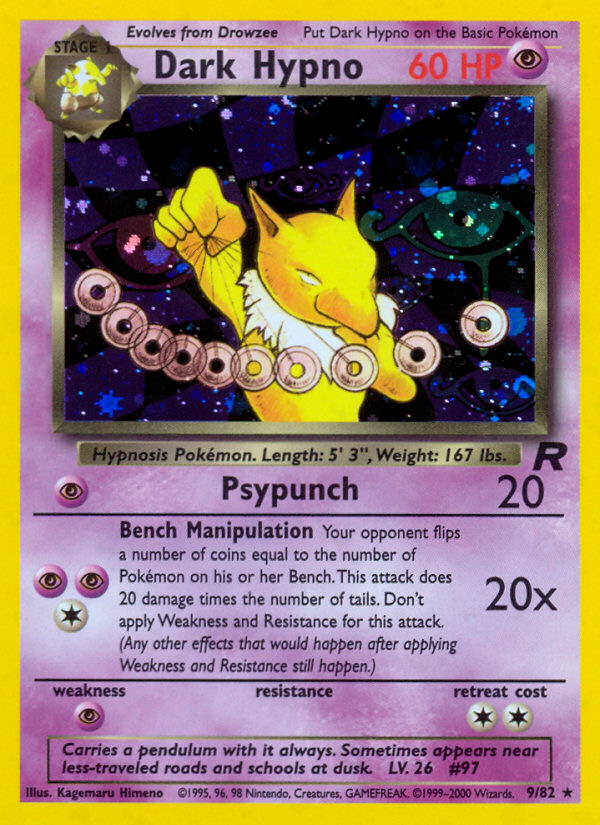 Evolves from Drowzee Put Dark Hypno on the Basic Pokémon
STAGE 1
Dark Hypno 60 HP
Hypnosis Pokémon. Length: 5' 3", Weight: 167 lbs.
R
Psypunch 20
Bench Manipulation Your opponent flips
a number of coins equal to the number of
Pokémon on his or her Bench. This attack does
20 damage times the number of tails. Don't
apply Weakness and Resistance for this attack.
(Any other effects that would happen after applying
Weakness and Resistance still happen.)
20x
weakness resistance retreat cost
Carries a pendulum with it always. Sometimes appears near
less-traveled roads and schools at dusk. LV. 26 #97
Illus. Kagemaru Himeno ©1995, 96, 98 Nintendo, Creatures, GAMEFREAK. ©1999-2000 Wizards. 9/82 ★